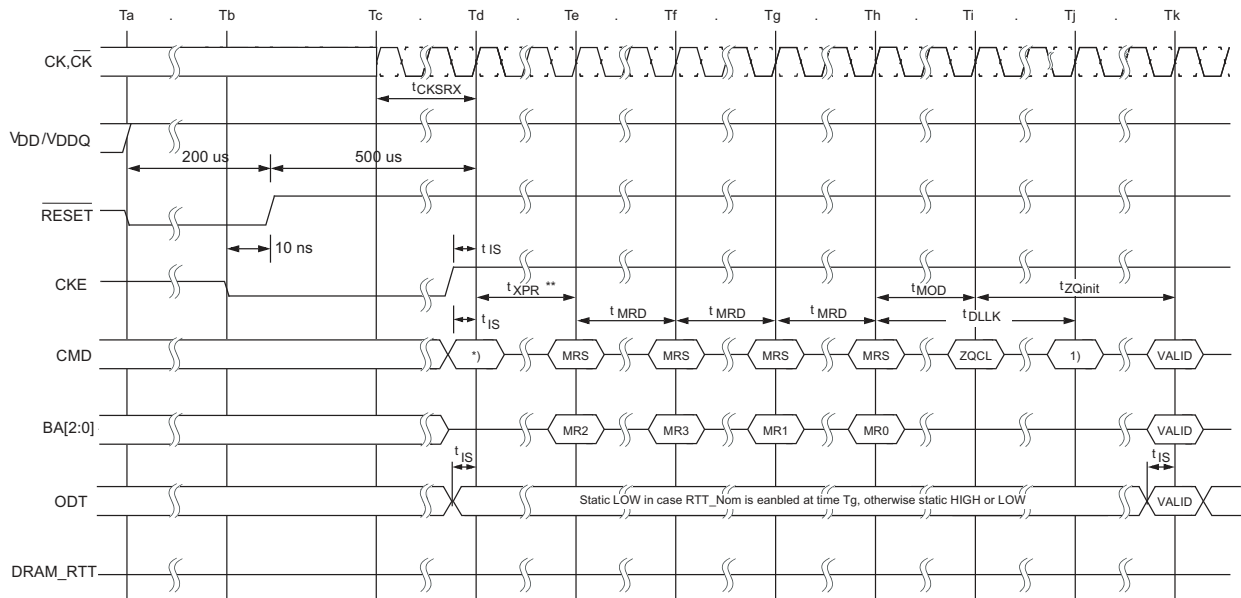 Ta . Tb . Tc . Td . Te . Tf . Tg . Th . Ti . Tj . Tk
CK,C̅K̅
tCKSRX
VDD/VDDQ
200 us 500 us
R̅E̅S̅E̅T̅
10 ns tIS
CKE
tXPR ** tMOD tZQinit
tIS tMRD tMRD tMRD tDLLK
CMD *) MRS MRS MRS MRS ZQCL 1) VALID
BA[2:0] MR2 MR3 MR1 MR0 VALID
tIS tIS
ODT Static LOW in case RTT_Nom is eanbled at time Tg, otherwise static HIGH or LOW VALID
DRAM_RTT